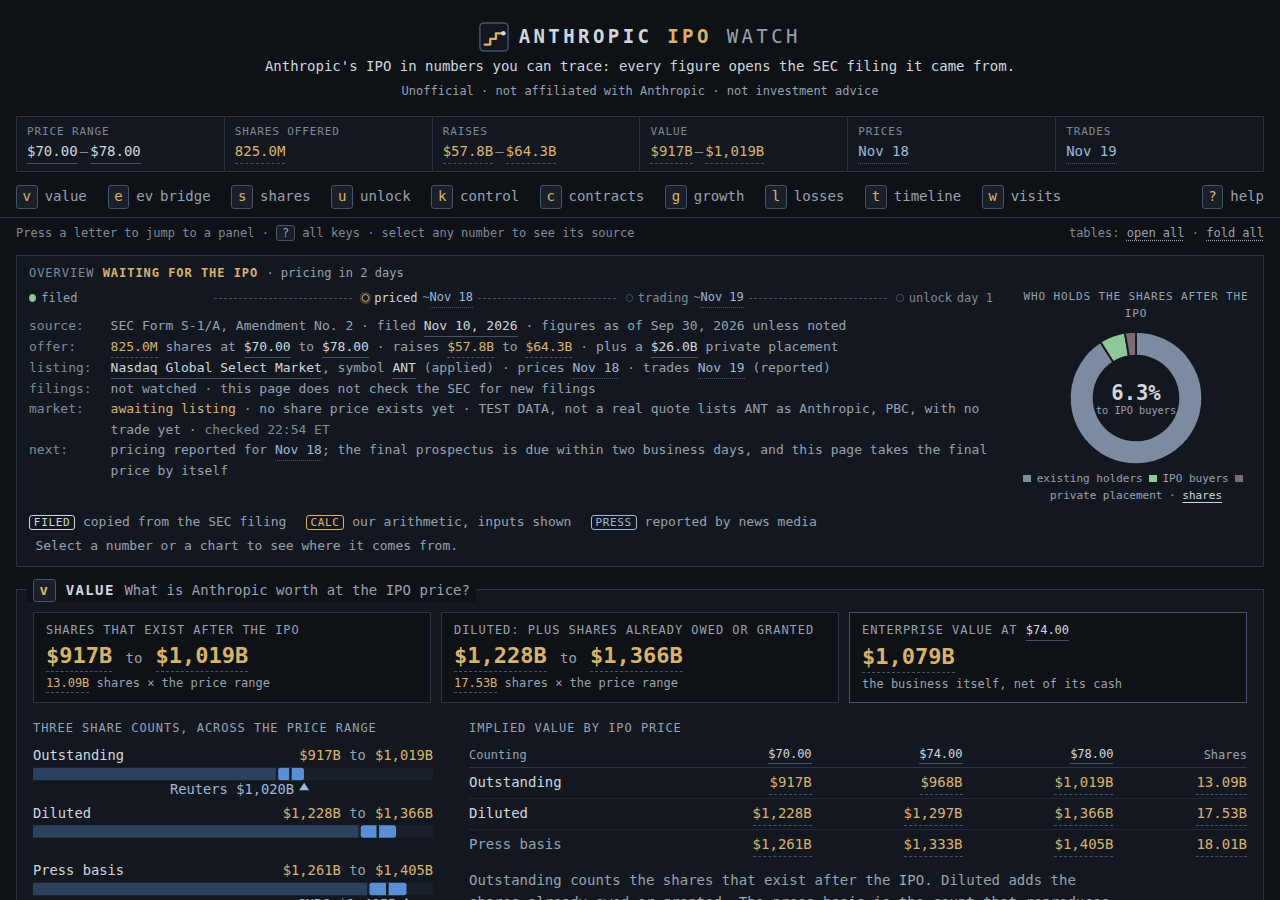 ANTHROPIC IPO WATCH
Anthropic's IPO in numbers you can trace: every figure opens the SEC filing it came from.
Unofficial · not affiliated with Anthropic · not investment advice
PRICE RANGE
$70.00–$78.00
SHARES OFFERED
825.0M
RAISES
$57.8B–$64.3B
VALUE
$917B–$1,019B
PRICES
Nov 18
TRADES
Nov 19
v value e ev bridge s shares u unlock k control c contracts g growth l losses t timeline w visits ? help
Press a letter to jump to a panel · ? all keys · select any number to see its source
tables: open all · fold all
OVERVIEW WAITING FOR THE IPO · pricing in 2 days
filed priced ~Nov 18 trading ~Nov 19 unlock day 1
source: SEC Form S-1/A, Amendment No. 2 · filed Nov 10, 2026 · figures as of Sep 30, 2026 unless noted
offer: 825.0M shares at $70.00 to $78.00 · raises $57.8B to $64.3B · plus a $26.0B private placement
listing: Nasdaq Global Select Market, symbol ANT (applied) · prices Nov 18 · trades Nov 19 (reported)
filings: not watched · this page does not check the SEC for new filings
market: awaiting listing · no share price exists yet · TEST DATA, not a real quote lists ANT as Anthropic, PBC, with no
trade yet · checked 22:54 ET
next: pricing reported for Nov 18; the final prospectus is due within two business days, and this page takes the final
price by itself
WHO HOLDS THE SHARES AFTER THE
IPO
6.3%
to IPO buyers
existing holders IPO buyers
private placement · shares
FILED copied from the SEC filing CALC our arithmetic, inputs shown PRESS reported by news media
Select a number or a chart to see where it comes from.
v VALUE What is Anthropic worth at the IPO price?
SHARES THAT EXIST AFTER THE IPO
$917B to $1,019B
13.09B shares × the price range
DILUTED: PLUS SHARES ALREADY OWED OR GRANTED
$1,228B to $1,366B
17.53B shares × the price range
ENTERPRISE VALUE AT $74.00
$1,079B
the business itself, net of its cash
THREE SHARE COUNTS, ACROSS THE PRICE RANGE
Outstanding $917B to $1,019B
Reuters $1,020B
Diluted $1,228B to $1,366B
Press basis $1,261B to $1,405B
IMPLIED VALUE BY IPO PRICE
Counting $70.00 $74.00 $78.00 Shares
Outstanding $917B $968B $1,019B 13.09B
Diluted $1,228B $1,297B $1,366B 17.53B
Press basis $1,261B $1,333B $1,405B 18.01B
Outstanding counts the shares that exist after the IPO. Diluted adds the